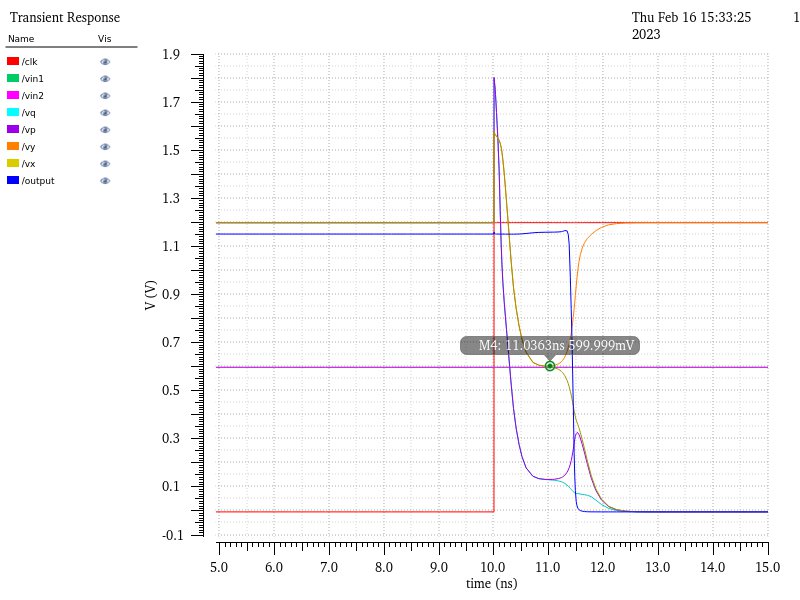 Transient Response
Thu Feb 16 15:33:25 1
2023
Name Vis
/clk
/vin1
/vin2
/vq
/vp
/vy
/vx
/output
V (V)
1.9
1.7
1.5
1.3
1.1
0.9
0.7
0.5
0.3
0.1
-0.1
M4: 11.0363ns 599.999mV
5.0 6.0 7.0 8.0 9.0 10.0 11.0 12.0 13.0 14.0 15.0
time (ns)